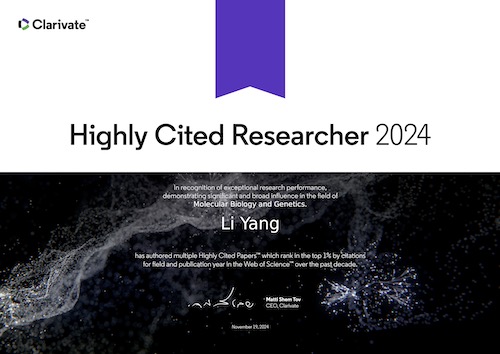 Clarivate™
Highly Cited Researcher 2024
In recognition of exceptional research performance,
demonstrating significant and broad influence in the field of
Molecular Biology and Genetics.
Li Yang
has authored multiple Highly Cited Papers™ which rank in the top 1% by citations
for field and publication year in the Web of Science™ over the past decade.
Matti Shem Tov
CEO, Clarivate
November 19, 2024